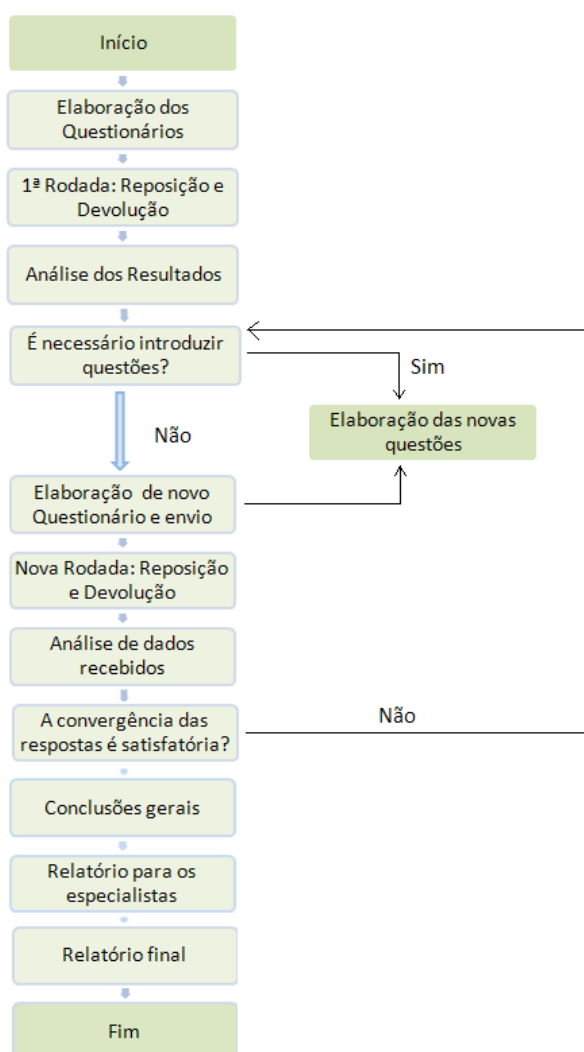 Início
Elaboração dos
Questionários
1ª Rodada: Reposição e
Devolução
Análise dos Resultados
É necessário introduzir
questões?
Sim
Não
Elaboração das novas
questões
Elaboração de novo
Questionário e envio
Nova Rodada: Reposição
e Devolução
Análise de dados
recebidos
A convergência das
respostas é satisfatória?
Não
Conclusões gerais
Relatório para os
especialistas
Relatório final
Fim